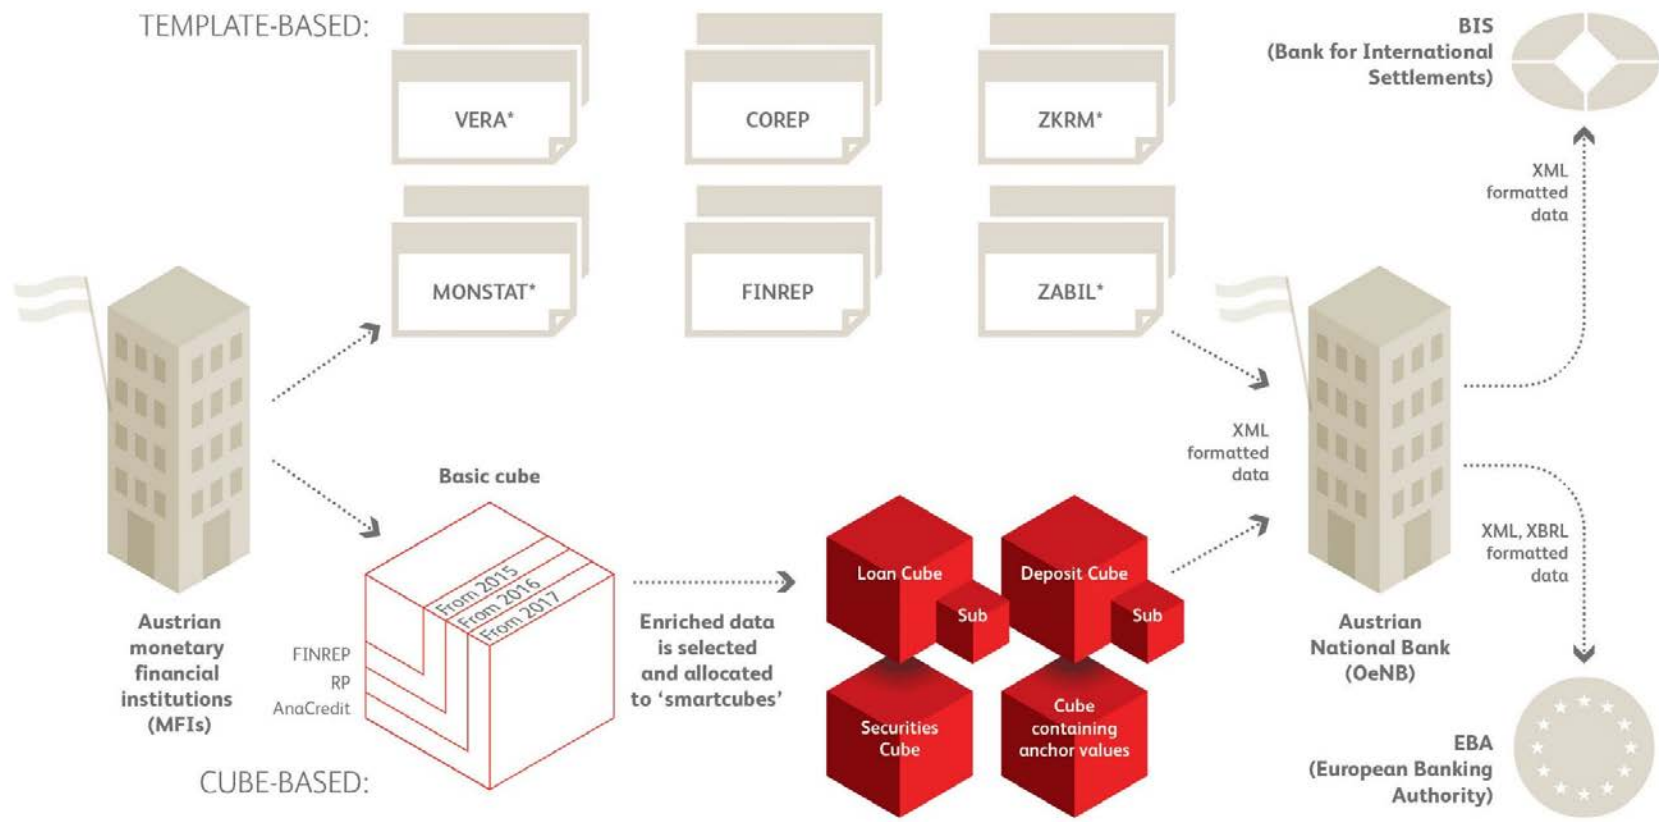 TEMPLATE-BASED:
VERA*
COREP
ZKRM*
MONSTAT*
FINREP
ZABIL*
BIS
(Bank for International
Settlements)
XML
formatted
data
Austrian
monetary
financial
institutions
(MFIs)
Basic cube
From 2015
From 2016
From 2017
FINREP
RP
AnaCredit
CUBE-BASED:
Enriched data
is selected
and allocated
to ‘smartcubes’
Loan Cube
Sub
Deposit Cube
Sub
Securities
Cube
Cube
containing
anchor values
XML
formatted
data
Austrian
National Bank
(OeNB)
XML, XBRL
formatted
data
EBA
(European Banking
Authority)